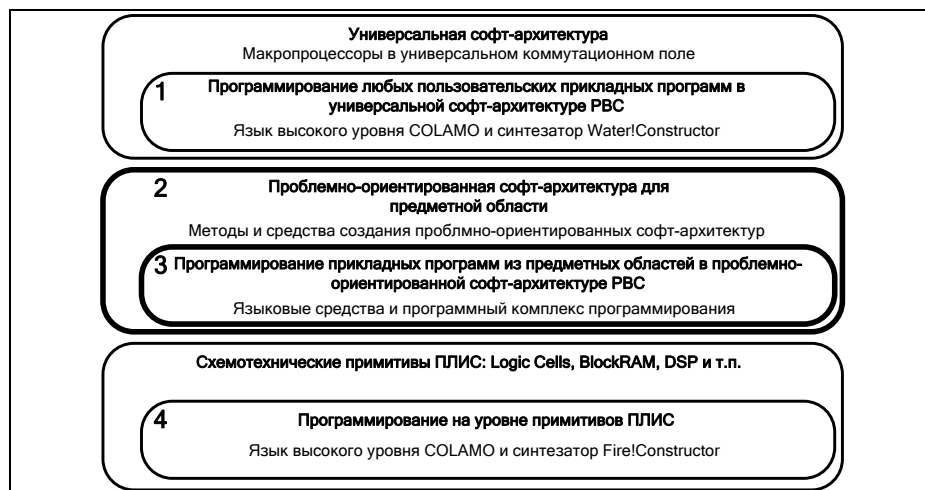 Универсальная софт-архитектура
Макропроцессоры в универсальном коммутационном поле
1
Программирование любых пользовательских прикладных программ в
универсальной софт-архитектуре РВС
Язык высокого уровня COLAMO и синтезатор Water!Constructor
2
Проблемно-ориентированная софт-архитектура для
предметной области
Методы и средства создания проблмно-ориентированных софт-архитектур
3
Программирование прикладных программ из предметных областей в проблемно-
ориентированной софт-архитектуре РВС
Языковые средства и программный комплекс программирования
Схемотехнические примитивы ПЛИС: Logic Cells, BlockRAM, DSP и т.п.
4
Программирование на уровне примитивов ПЛИС
Язык высокого уровня COLAMO и синтезатор Fire!Constructor